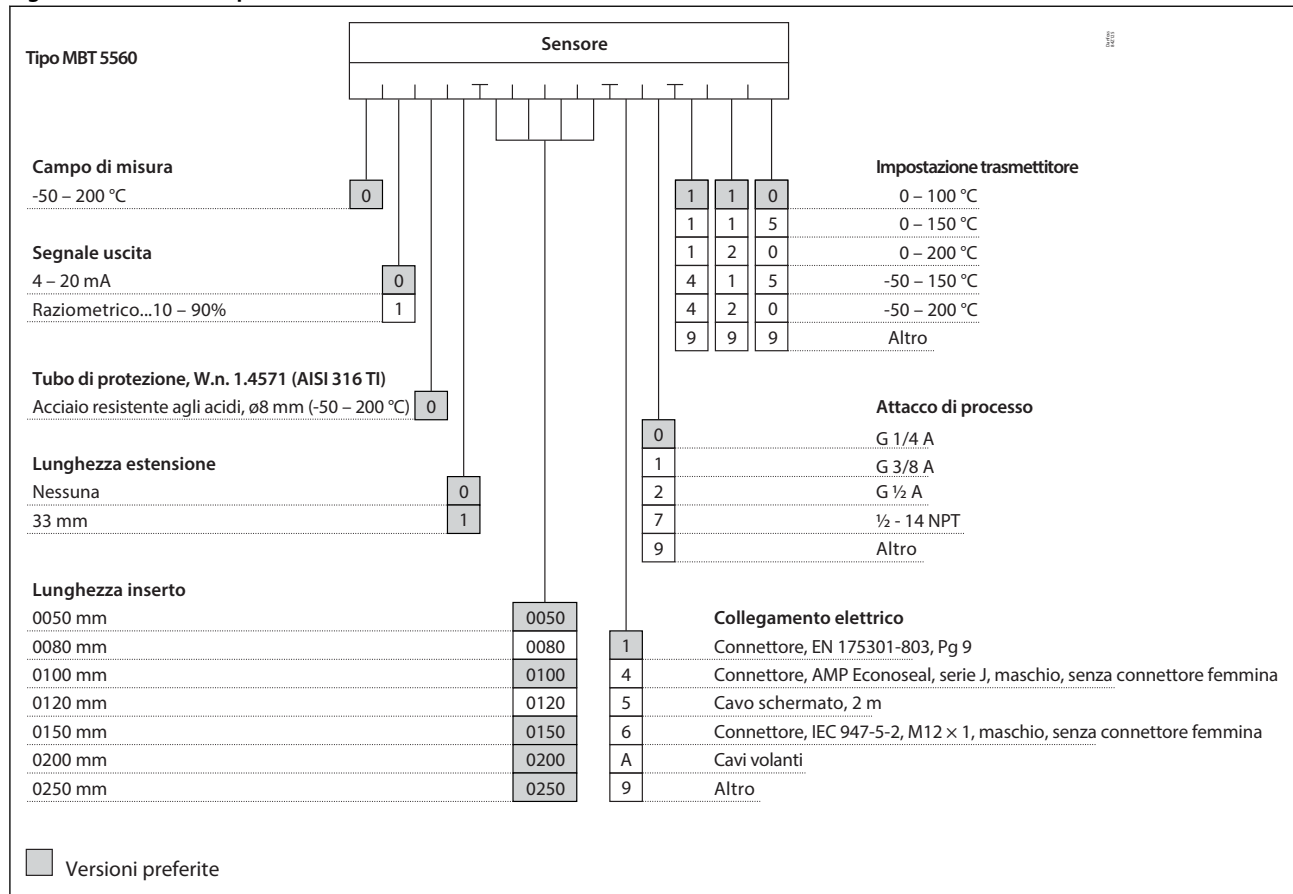 Tipo MBT 5560
Sensore
Campo di misura
-50 – 200 °C 0
Segnale uscita
4 – 20 mA 0
Raziometrico...10 – 90% 1
Tubo di protezione, W.n. 1.4571 (AISI 316 TI)
Acciaio resistente agli acidi, ø8 mm (-50 – 200 °C) 0
Lunghezza estensione
Nessuna 0
33 mm 1
Lunghezza inserto
0050 mm 0050
0080 mm 0080
0100 mm 0100
0120 mm 0120
0150 mm 0150
0200 mm 0200
0250 mm 0250
Impostazione trasmettitore
1 1 0 0 – 100 °C
1 1 5 0 – 150 °C
1 2 0 0 – 200 °C
4 1 5 -50 – 150 °C
4 2 0 -50 – 200 °C
9 9 9 Altro
Attacco di processo
0 G 1/4 A
1 G 3/8 A
2 G ½ A
7 ½ - 14 NPT
9 Altro
Collegamento elettrico
1 Connettore, EN 175301-803, Pg 9
4 Connettore, AMP Econoseal, serie J, maschio, senza connettore femmina
5 Cavo schermato, 2 m
6 Connettore, IEC 947-5-2, M12 × 1, maschio, senza connettore femmina
A Cavi volanti
9 Altro
Versioni preferite